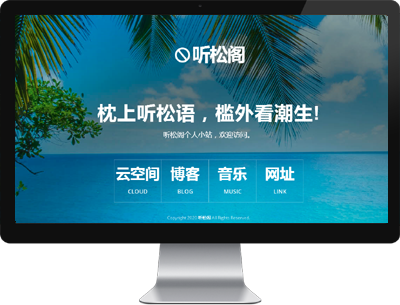 听松阁
枕上听松语，槛外看潮生!
听松阁个人小站，欢迎访问。
云空间 博客 音乐 网址
CLOUD BLOG MUSIC LINK
Copyright 2020 听松阁 All Rights Reserved.